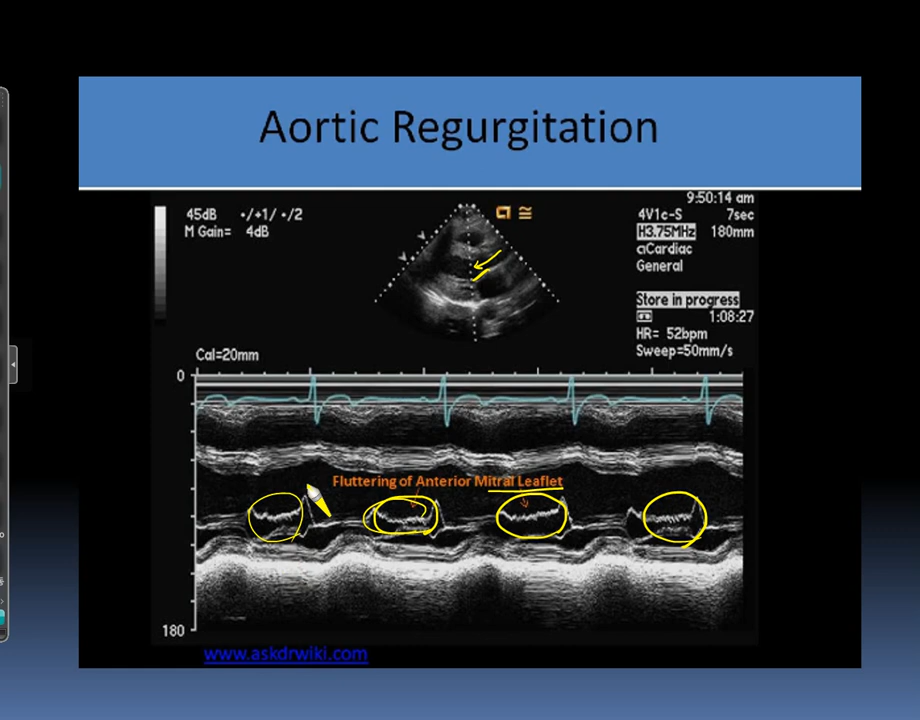 Aortic Regurgitation
9:50:14 am
45dB •/+1/ •/2
M Gain= 4dB
4V1c-S 7sec
H3.75MHz 180mm
Cardiac
General
Store in progress
1:08:27
HR= 52bpm
Sweep=50mm/s
Cal=20mm
0
Fluttering of Anterior Mitral Leaflet
180
www.askdrwiki.com